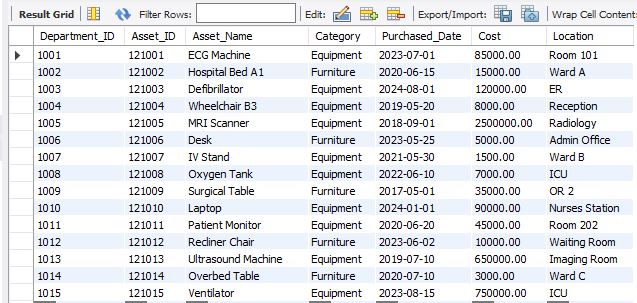 Result Grid Filter Rows: Edit: Export/Import: Wrap Cell Content:
Department_ID Asset_ID Asset_Name Category Purchased_Date Cost Location
1001 121001 ECG Machine Equipment 2023-07-01 85000.00 Room 101
1002 121002 Hospital Bed A1 Furniture 2020-06-15 15000.00 Ward A
1003 121003 Defibrillator Equipment 2024-08-01 120000.00 ER
1004 121004 Wheelchair B3 Equipment 2019-05-20 8000.00 Reception
1005 121005 MRI Scanner Equipment 2018-09-01 2500000.00 Radiology
1006 121006 Desk Furniture 2023-05-25 5000.00 Admin Office
1007 121007 IV Stand Equipment 2021-05-30 1500.00 Ward B
1008 121008 Oxygen Tank Equipment 2022-06-10 7000.00 ICU
1009 121009 Surgical Table Furniture 2017-05-01 35000.00 OR 2
1010 121010 Laptop Equipment 2024-01-01 90000.00 Nurses Station
1011 121011 Patient Monitor Equipment 2020-06-20 45000.00 Room 202
1012 121012 Recliner Chair Furniture 2023-06-02 10000.00 Waiting Room
1013 121013 Ultrasound Machine Equipment 2019-07-10 650000.00 Imaging Room
1014 121014 Overbed Table Furniture 2020-07-10 3000.00 Ward C
1015 121015 Ventilator Equipment 2023-08-15 750000.00 ICU